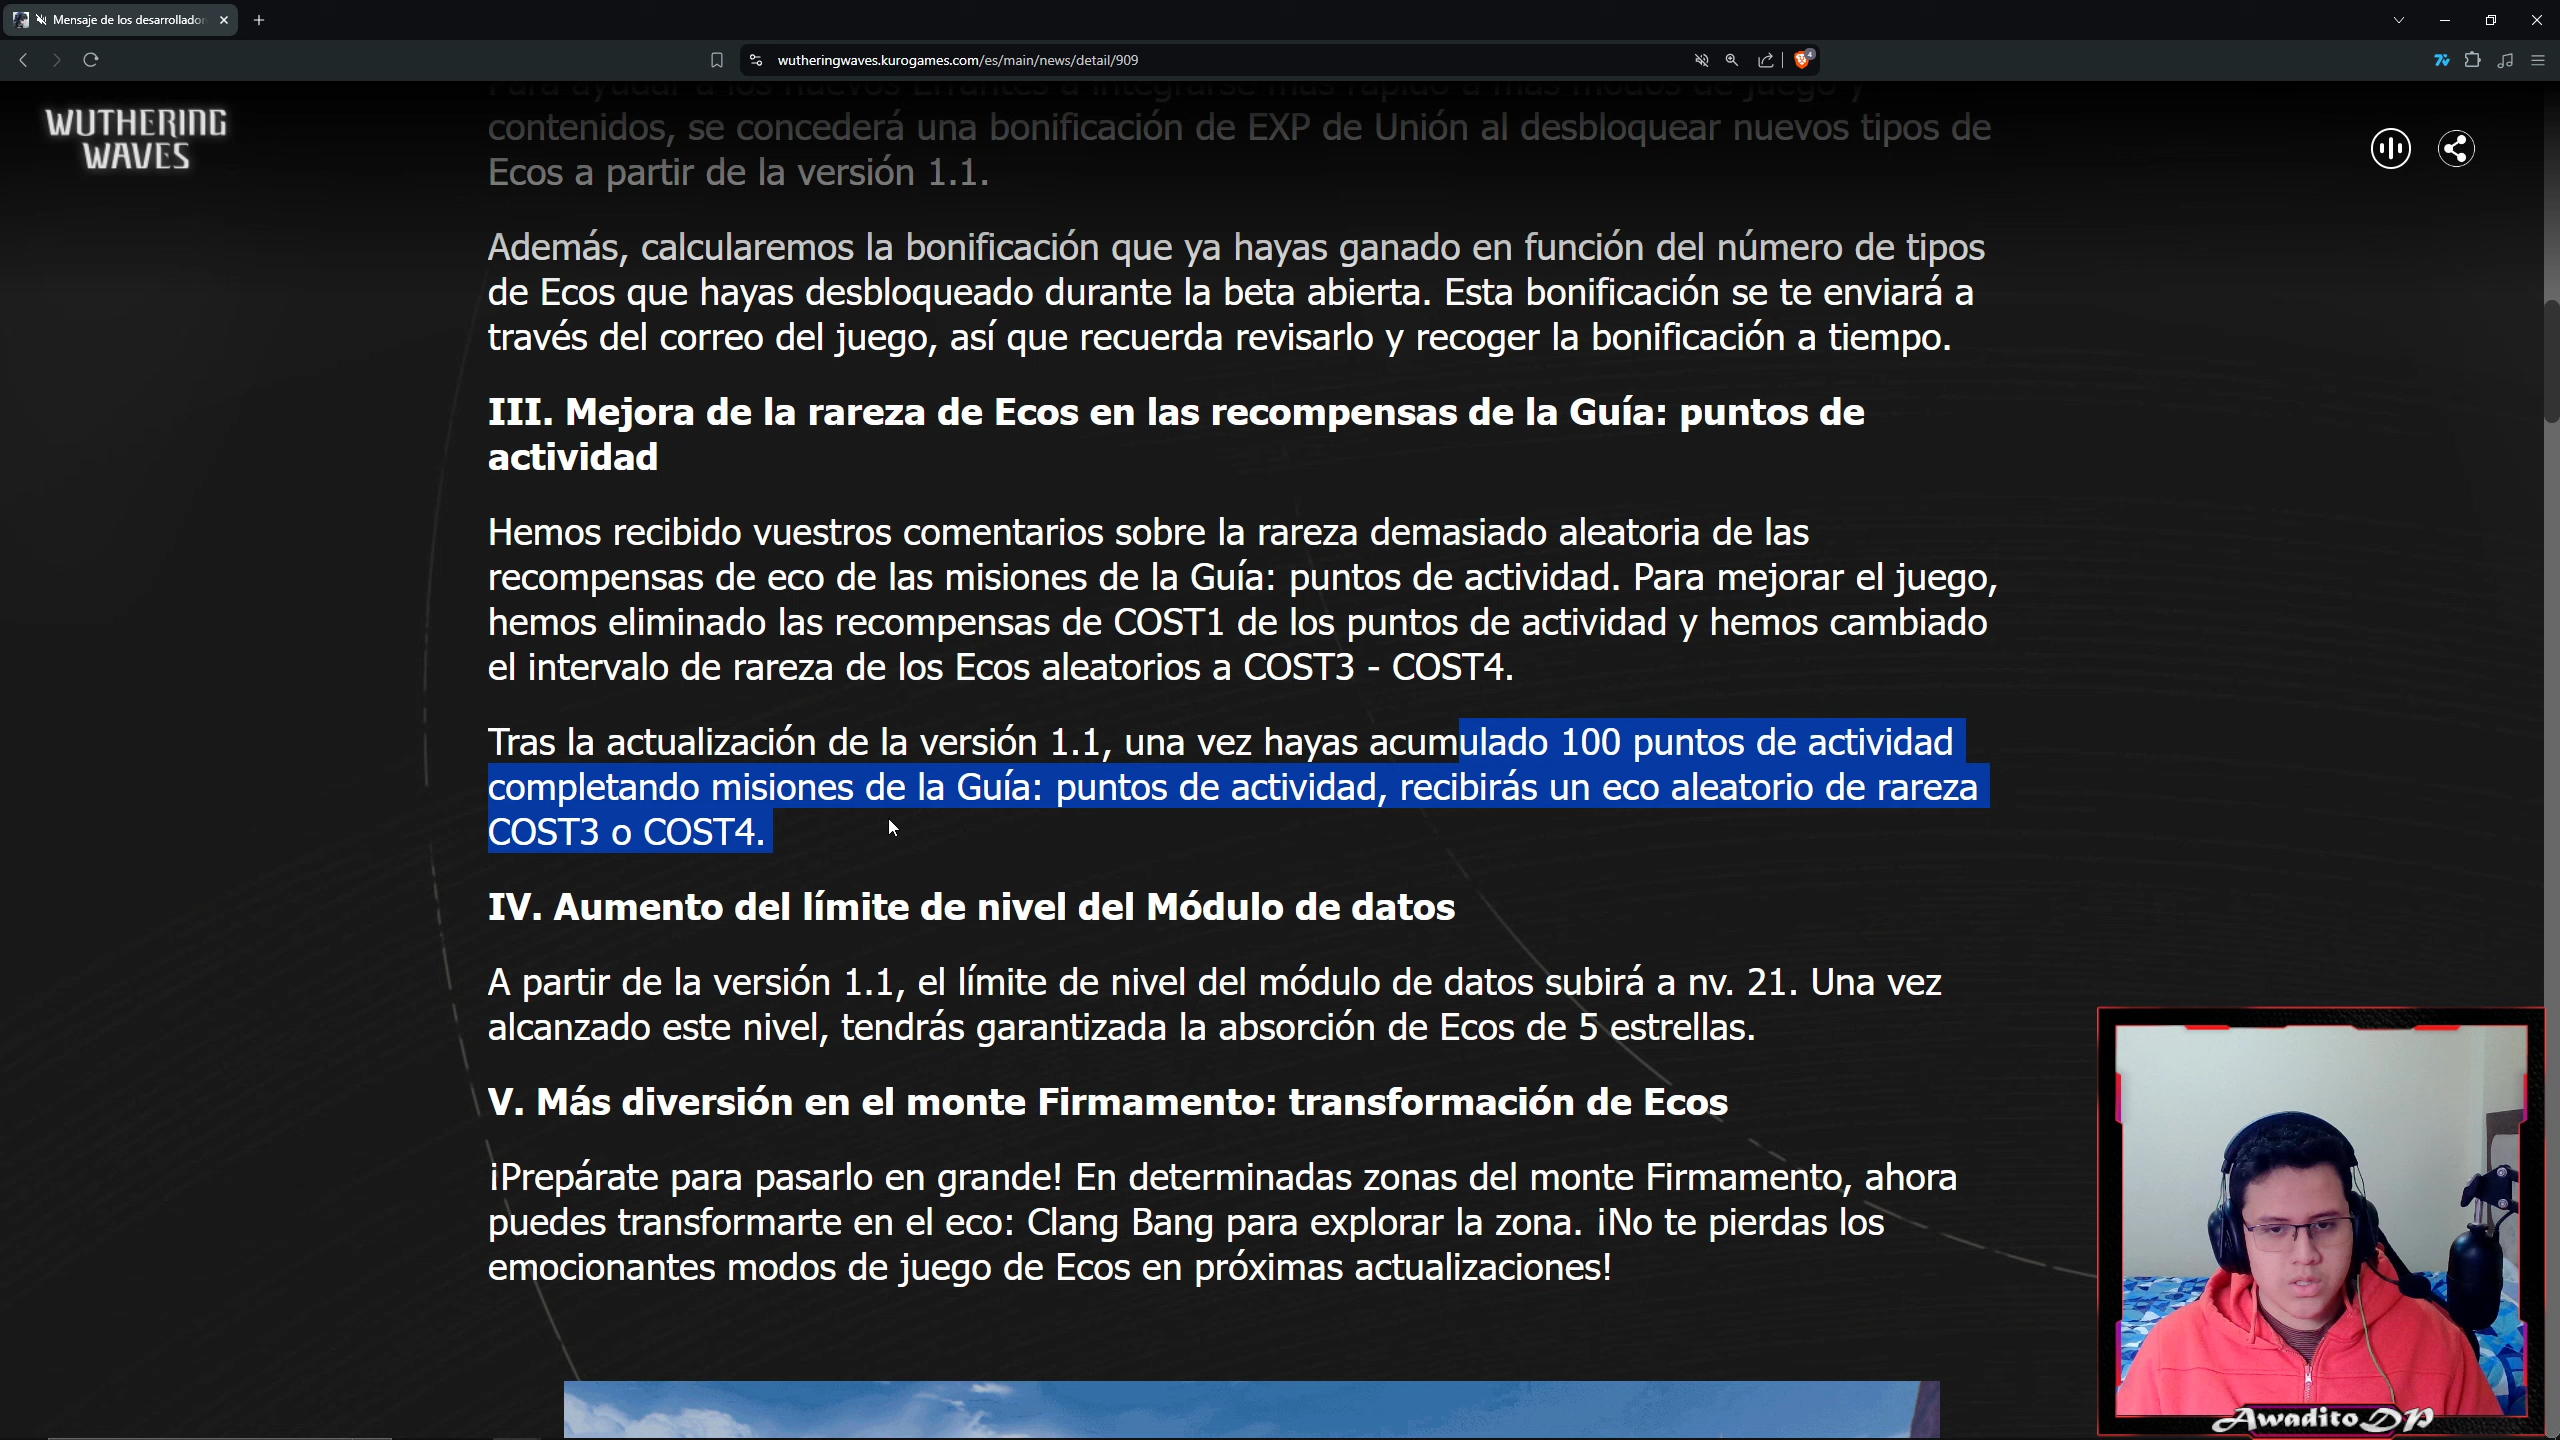 Mensaje de los desarrollador
wutheringwaves.kurogames.com/es/main/news/detail/909
4
WUTHERING
WAVES
Para ayudar a los nuevos Errantes a integrarse más rápido a más modos de juego y
contenidos, se concederá una bonificación de EXP de Unión al desbloquear nuevos tipos de
Ecos a partir de la versión 1.1.
Además, calcularemos la bonificación que ya hayas ganado en función del número de tipos
de Ecos que hayas desbloqueado durante la beta abierta. Esta bonificación se te enviará a
través del correo del juego, así que recuerda revisarlo y recoger la bonificación a tiempo.
III. Mejora de la rareza de Ecos en las recompensas de la Guía: puntos de
actividad
Hemos recibido vuestros comentarios sobre la rareza demasiado aleatoria de las
recompensas de eco de las misiones de la Guía: puntos de actividad. Para mejorar el juego,
hemos eliminado las recompensas de COST1 de los puntos de actividad y hemos cambiado
el intervalo de rareza de los Ecos aleatorios a COST3 - COST4.
Tras la actualización de la versión 1.1, una vez hayas acumulado 100 puntos de actividad
completando misiones de la Guía: puntos de actividad, recibirás un eco aleatorio de rareza
COST3 o COST4.
IV. Aumento del límite de nivel del Módulo de datos
A partir de la versión 1.1, el límite de nivel del módulo de datos subirá a nv. 21. Una vez
alcanzado este nivel, tendrás garantizada la absorción de Ecos de 5 estrellas.
V. Más diversión en el monte Firmamento: transformación de Ecos
¡Prepárate para pasarlo en grande! En determinadas zonas del monte Firmamento, ahora
puedes transformarte en el eco: Clang Bang para explorar la zona. ¡No te pierdas los
emocionantes modos de juego de Ecos en próximas actualizaciones!
AwaditoDP